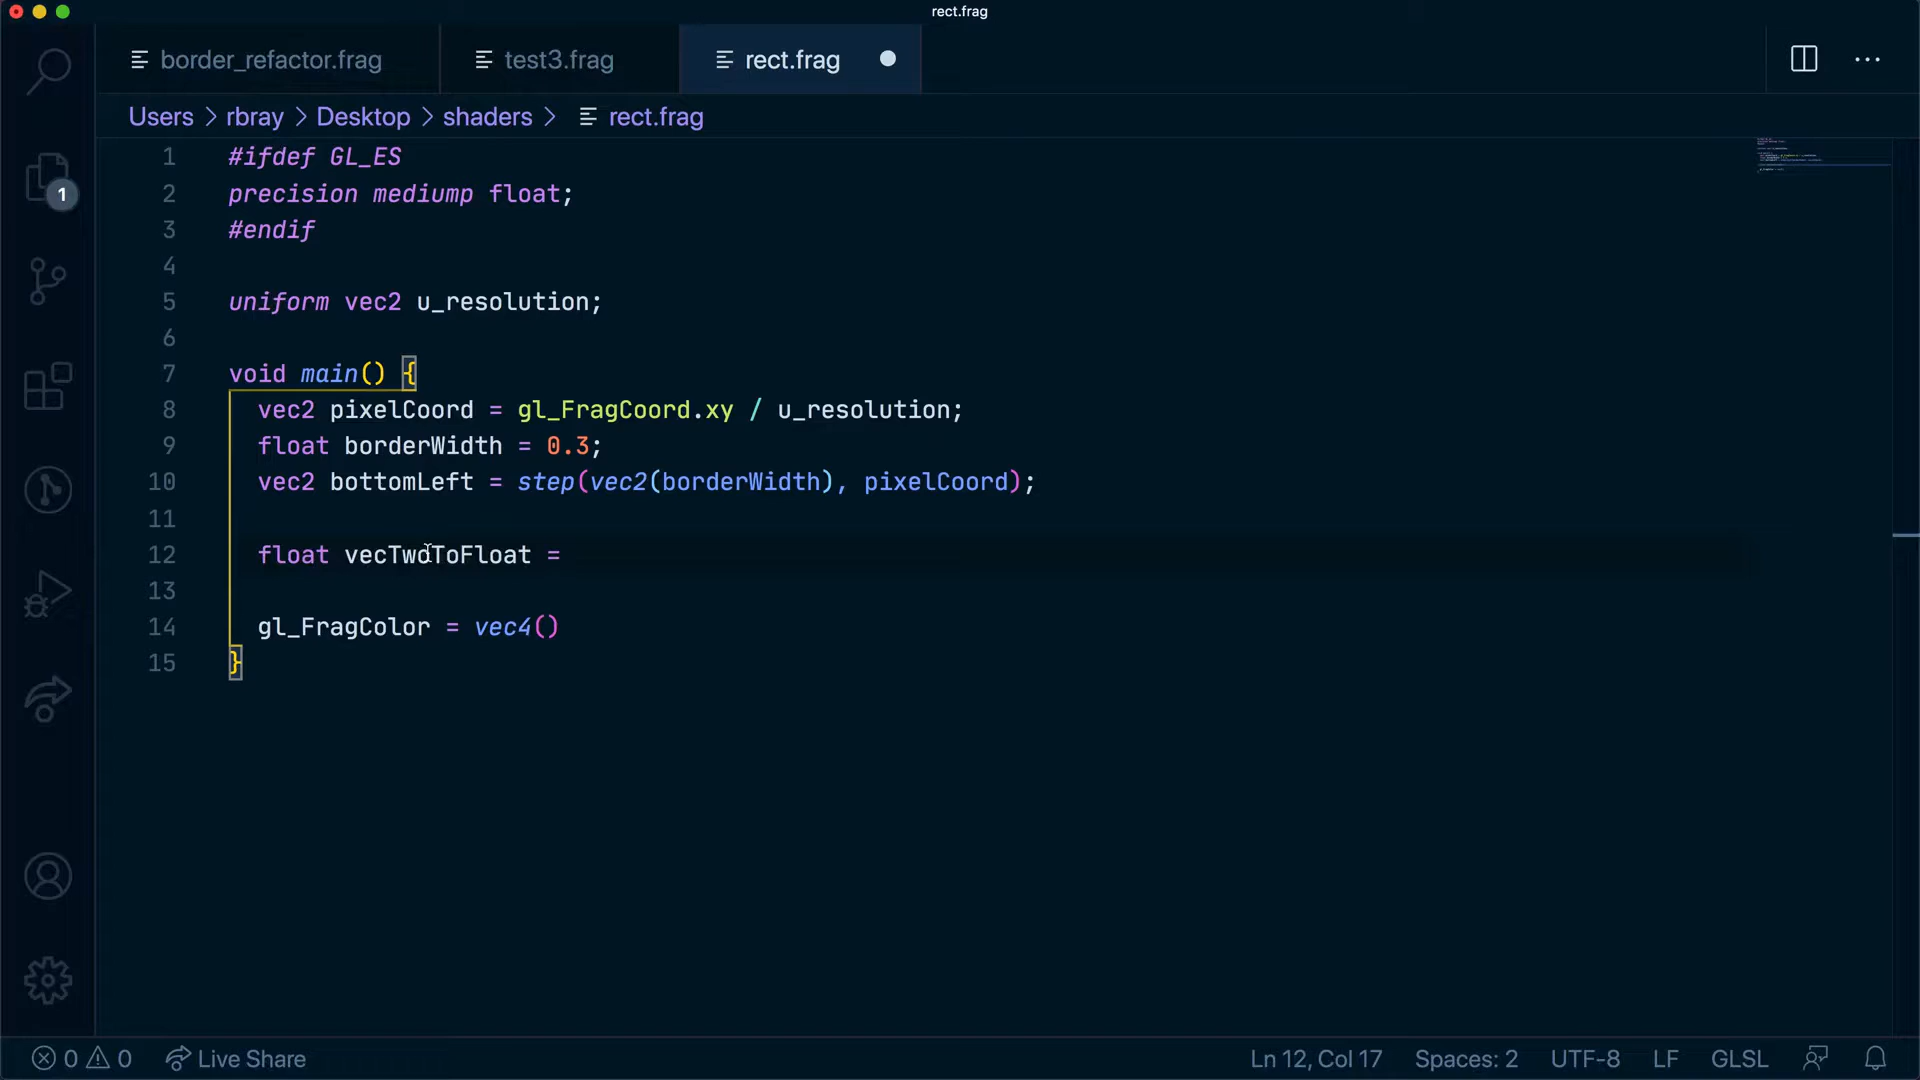 rect.frag
border_refactor.frag test3.frag rect.frag
Users > rbray > Desktop > shaders > rect.frag
1 #ifdef GL_ES
2 precision mediump float;
3 #endif
4
5 uniform vec2 u_resolution;
6
7 void main() {
8 vec2 pixelCoord = gl_FragCoord.xy / u_resolution;
9 float borderWidth = 0.3;
10 vec2 bottomLeft = step(vec2(borderWidth), pixelCoord);
11
12 float vecTwoToFloat =
13
14 gl_FragColor = vec4()
15 }
1
0 0 Live Share Ln 12, Col 17 Spaces: 2 UTF-8 LF GLSL